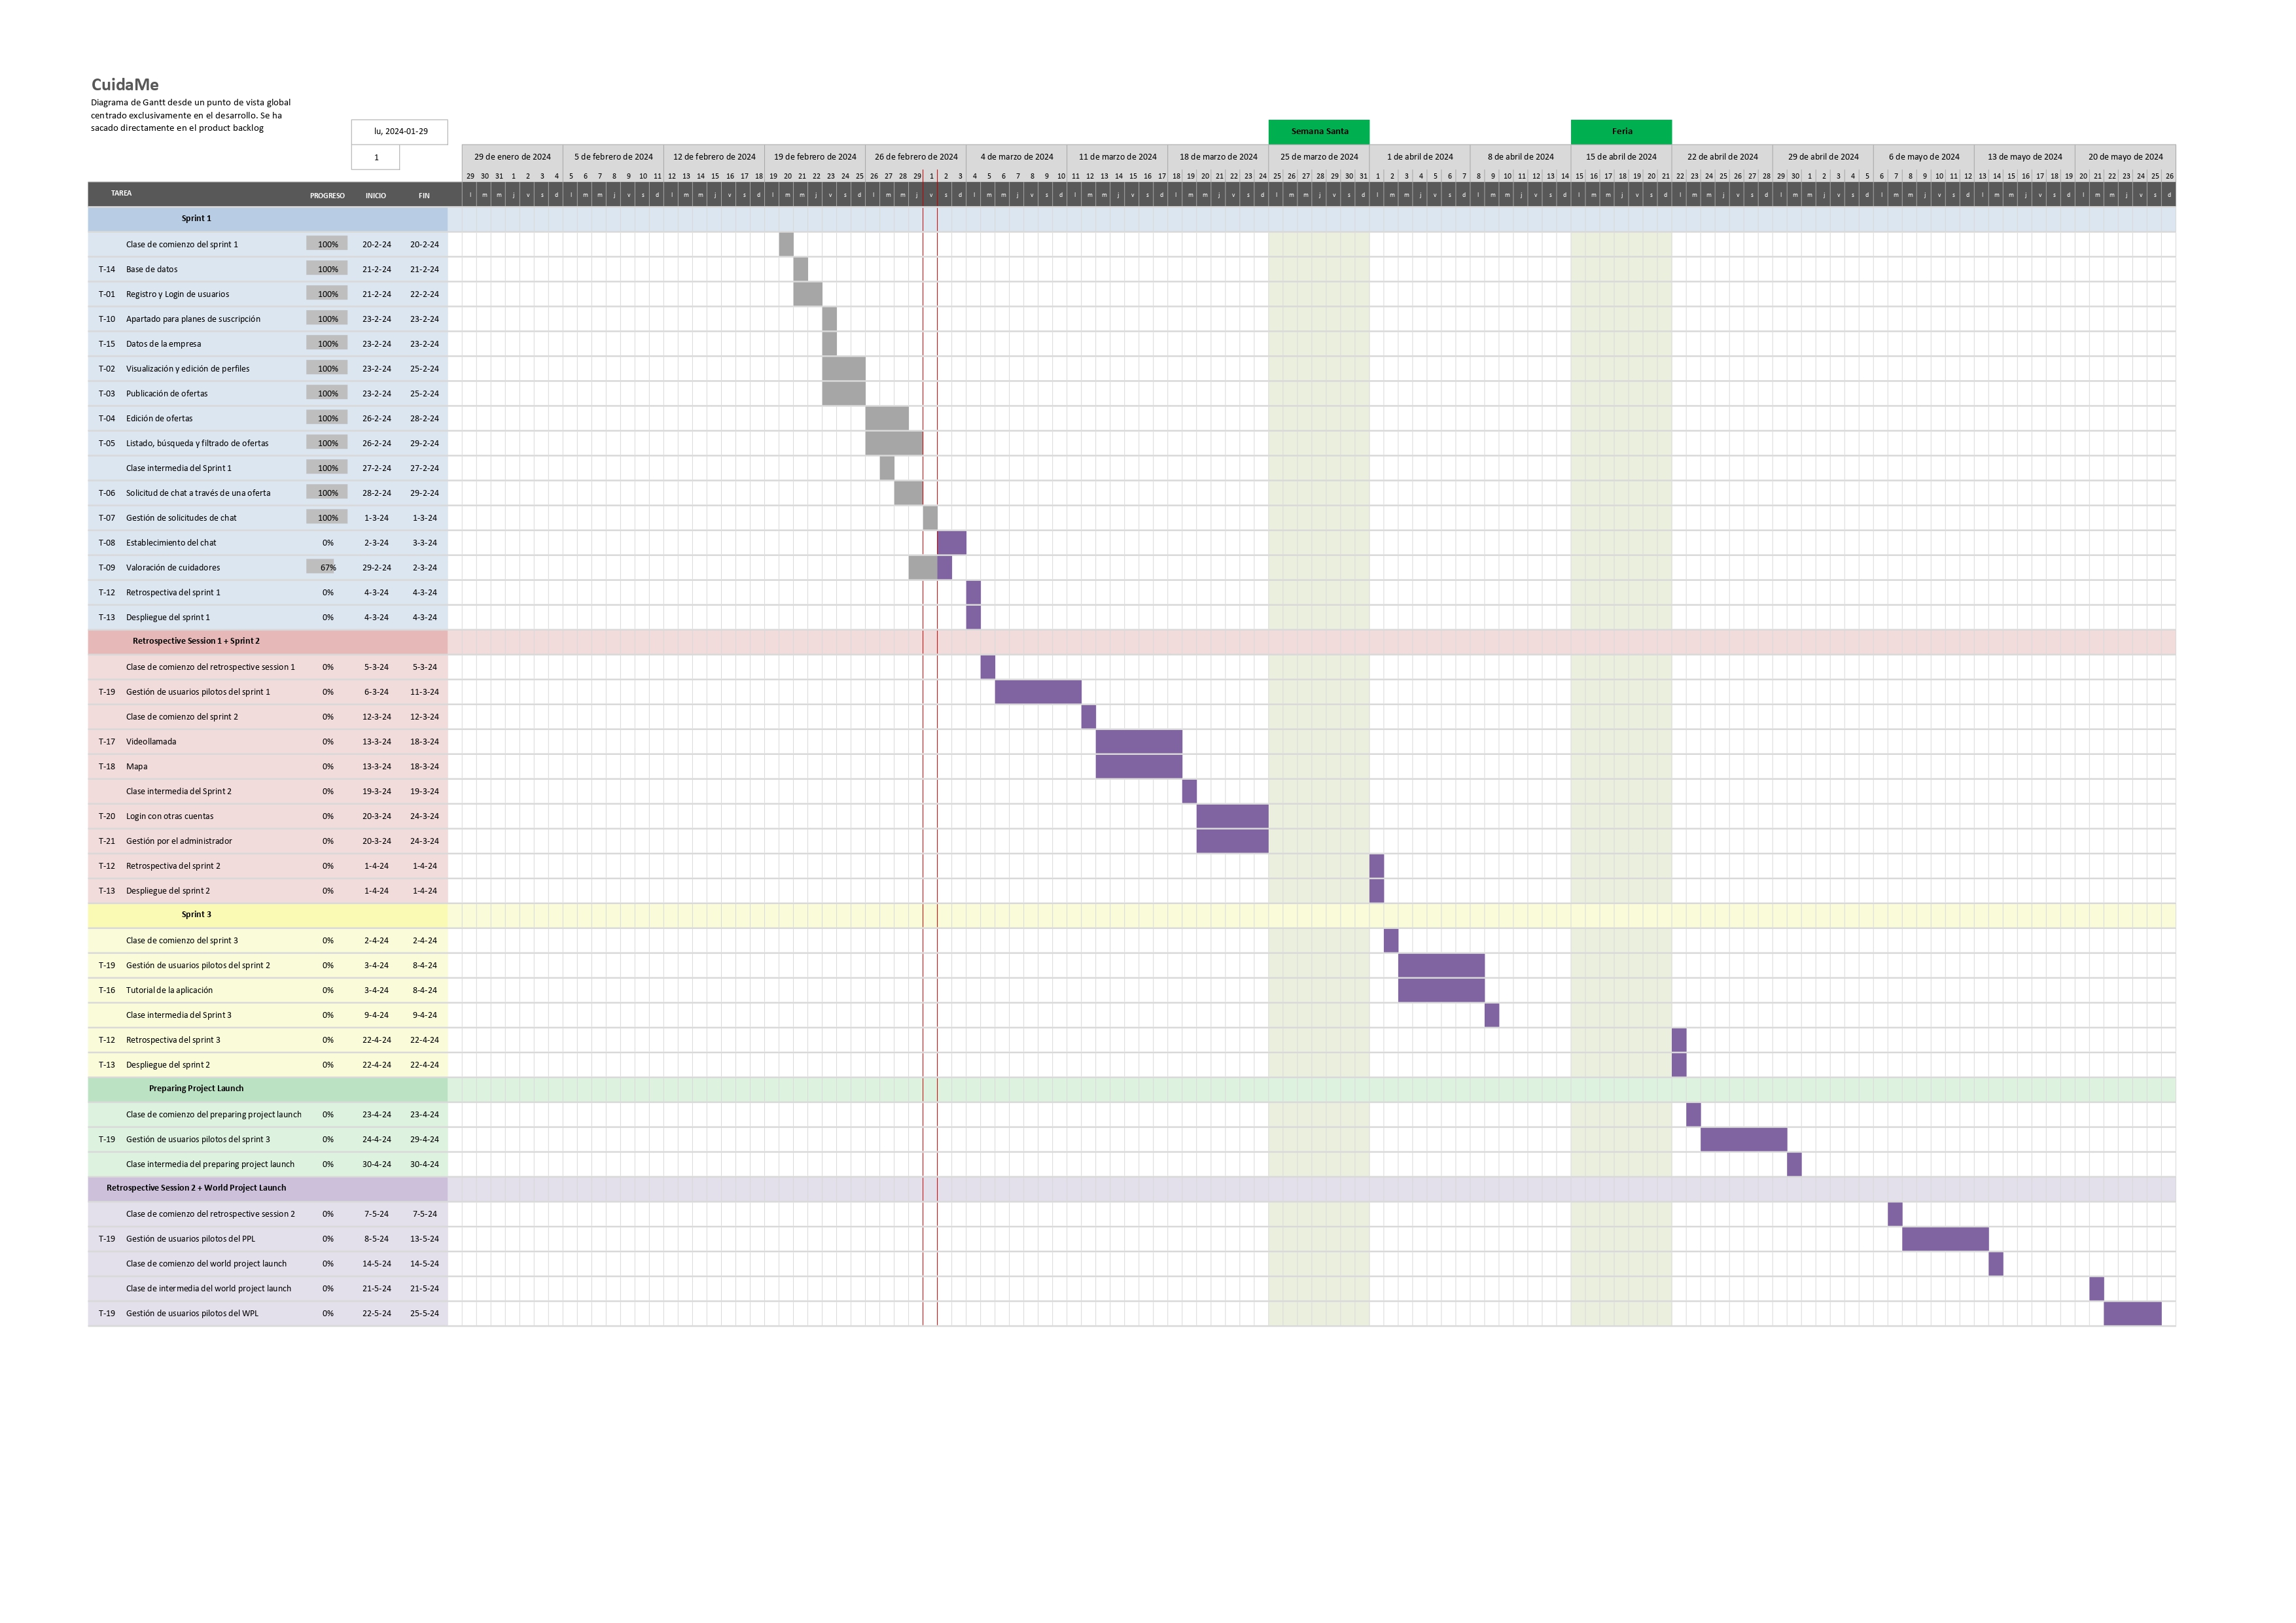 CuidaMe
Diagrama de Gantt desde un punto de vista global
centrado exclusivamente en el desarrollo. Se ha
sacado directamente en el product backlog
lu, 2024-01-29
Semana Santa
Feria
1
29 de enero de 2024 5 de febrero de 2024 12 de febrero de 2024 19 de febrero de 2024 26 de febrero de 2024 4 de marzo de 2024 11 de marzo de 2024 18 de marzo de 2024 25 de marzo de 2024 1 de abril de 2024 8 de abril de 2024 15 de abril de 2024 22 de abril de 2024 29 de abril de 2024 6 de mayo de 2024 13 de mayo de 2024 20 de mayo de 2024
29 30 31 1 2 3 4 5 6 7 8 9 10 11 12 13 14 15 16 17 18 19 20 21 22 23 24 25 26 27 28 29 1 2 3 4 5 6 7 8 9 10 11 12 13 14 15 16 17 18 19 20 21 22 23 24 25 26 27 28 29 30 31 1 2 3 4 5 6 7 8 9 10 11 12 13 14 15 16 17 18 19 20 21 22 23 24 25 26 27 28 29 30 1 2 3 4 5 6 7 8 9 10 11 12 13 14 15 16 17 18 19 20 21 22 23 24 25 26
TAREA PROGRESO INICIO FIN l m m j v s d l m m j v s d l m m j v s d l m m j v s d l m m j v s d l m m j v s d l m m j v s d l m m j v s d l m m j v s d l m m j v s d l m m j v s d l m m j v s d l m m j v s d l m m j v s d l m m j v s d l m m j v s d l m m j v s d
Sprint 1
Clase de comienzo del sprint 1 100% 20-2-24 20-2-24
T-14 Base de datos 100% 21-2-24 21-2-24
T-01 Registro y Login de usuarios 100% 21-2-24 22-2-24
T-10 Apartado para planes de suscripción 100% 23-2-24 23-2-24
T-15 Datos de la empresa 100% 23-2-24 23-2-24
T-02 Visualización y edición de perfiles 100% 23-2-24 25-2-24
T-03 Publicación de ofertas 100% 23-2-24 25-2-24
T-04 Edición de ofertas 100% 26-2-24 28-2-24
T-05 Listado, búsqueda y filtrado de ofertas 100% 26-2-24 29-2-24
Clase intermedia del Sprint 1 100% 27-2-24 27-2-24
T-06 Solicitud de chat a través de una oferta 100% 28-2-24 29-2-24
T-07 Gestión de solicitudes de chat 100% 1-3-24 1-3-24
T-08 Establecimiento del chat 0% 2-3-24 3-3-24
T-09 Valoración de cuidadores 67% 29-2-24 2-3-24
T-12 Retrospectiva del sprint 1 0% 4-3-24 4-3-24
T-13 Despliegue del sprint 1 0% 4-3-24 4-3-24
Retrospective Session 1 + Sprint 2
Clase de comienzo del retrospective session 1 0% 5-3-24 5-3-24
T-19 Gestión de usuarios pilotos del sprint 1 0% 6-3-24 11-3-24
Clase de comienzo del sprint 2 0% 12-3-24 12-3-24
T-17 Videollamada 0% 13-3-24 18-3-24
T-18 Mapa 0% 13-3-24 18-3-24
Clase intermedia del Sprint 2 0% 19-3-24 19-3-24
T-20 Login con otras cuentas 0% 20-3-24 24-3-24
T-21 Gestión por el administrador 0% 20-3-24 24-3-24
T-12 Retrospectiva del sprint 2 0% 1-4-24 1-4-24
T-13 Despliegue del sprint 2 0% 1-4-24 1-4-24
Sprint 3
Clase de comienzo del sprint 3 0% 2-4-24 2-4-24
T-19 Gestión de usuarios pilotos del sprint 2 0% 3-4-24 8-4-24
T-16 Tutorial de la aplicación 0% 3-4-24 8-4-24
Clase intermedia del Sprint 3 0% 9-4-24 9-4-24
T-12 Retrospectiva del sprint 3 0% 22-4-24 22-4-24
T-13 Despliegue del sprint 2 0% 22-4-24 22-4-24
Preparing Project Launch
Clase de comienzo del preparing project launch 0% 23-4-24 23-4-24
T-19 Gestión de usuarios pilotos del sprint 3 0% 24-4-24 29-4-24
Clase intermedia del preparing project launch 0% 30-4-24 30-4-24
Retrospective Session 2 + World Project Launch
Clase de comienzo del retrospective session 2 0% 7-5-24 7-5-24
T-19 Gestión de usuarios pilotos del PPL 0% 8-5-24 13-5-24
Clase de comienzo del world project launch 0% 14-5-24 14-5-24
Clase de intermedia del world project launch 0% 21-5-24 21-5-24
T-19 Gestión de usuarios pilotos del WPL 0% 22-5-24 25-5-24